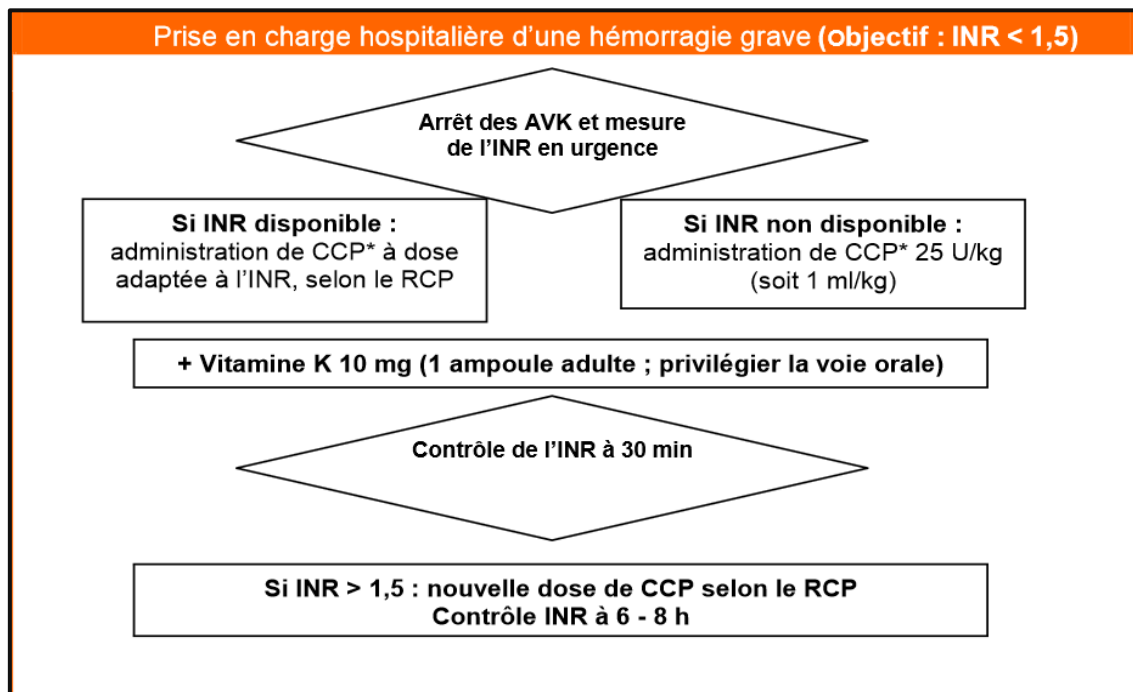 Prise en charge hospitalière d'une hémorragie grave (Objectif : INR < 1,5)
Arrêt des AVK et mesure
de l'INR en urgence
Si INR disponible :
administration de CCP* à dose
adaptée à l'INR, selon le RCP
Si INR non disponible :
administration de CCP* 25 U/kg
(soit 1 ml/kg)
+ Vitamine K 10 mg (1 ampoule adulte ; privilégier la voie orale)
Contrôle de l'INR à 30 min
Si INR > 1,5 : nouvelle dose de CCP selon le RCP
Contrôle INR à 6 - 8 h